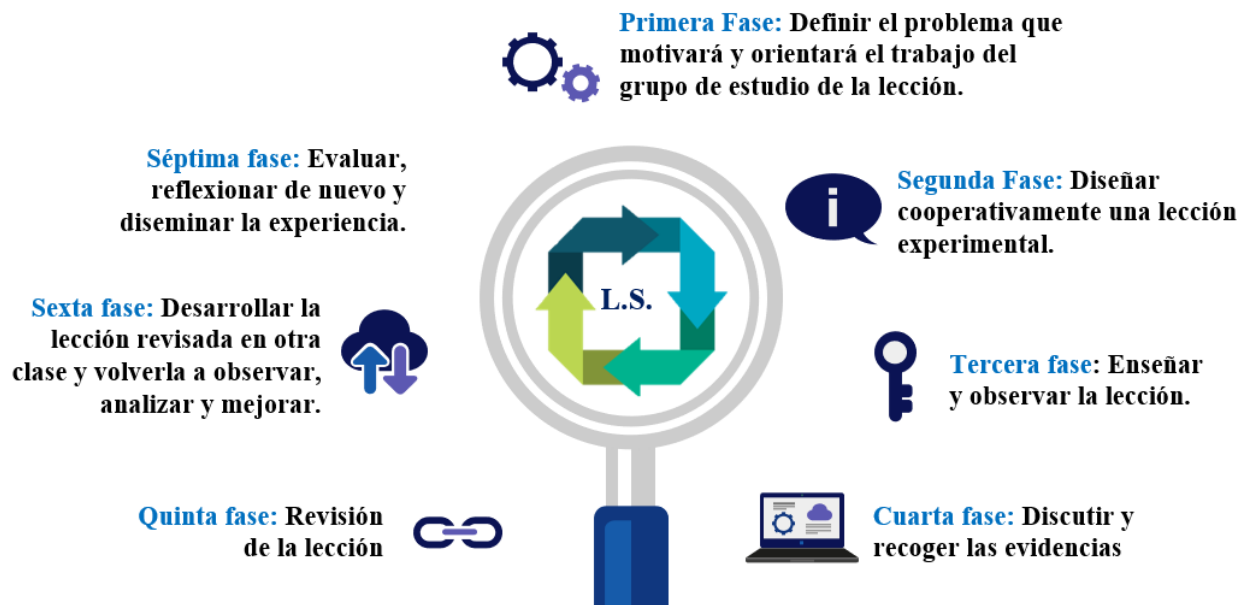 Primera Fase: Definir el problema que
motivará y orientará el trabajo del
grupo de estudio de la lección.
Segunda Fase: Diseñar
cooperativamente una lección
experimental.
Tercera fase: Enseñar
y observar la lección.
Cuarta fase: Discutir y
recoger las evidencias
Quinta fase: Revisión
de la lección
Sexta fase: Desarrollar la
lección revisada en otra
clase y volverla a observar,
analizar y mejorar.
Séptima fase: Evaluar,
reflexionar de nuevo y
diseminar la experiencia.
L.S.
i